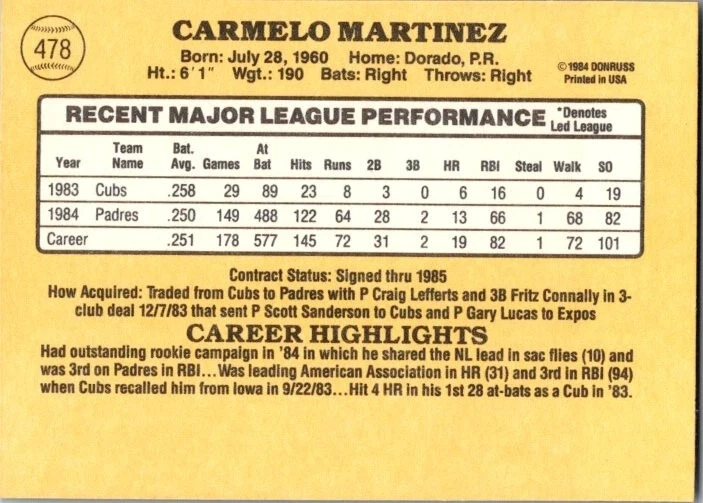 478
CARMELO MARTINEZ
Born: July 28, 1960 Home: Dorado, P.R.
Ht.: 6'1" Wgt.: 190 Bats: Right Throws: Right
©1984 DONRUSS
Printed in USA
RECENT MAJOR LEAGUE PERFORMANCE *Denotes Led League
Year Team Name Bat. Avg. Games At Bat Hits Runs 2B 3B HR RBI Steal Walk SO
1983 Cubs .258 29 89 23 8 3 0 6 16 0 4 19
1984 Padres .250 149 488 122 64 28 2 13 66 1 68 82
Career .251 178 577 145 72 31 2 19 82 1 72 101
Contract Status: Signed thru 1985
How Acquired: Traded from Cubs to Padres with P Craig Lefferts and 3B Fritz Connally in 3-
club deal 12/7/83 that sent P Scott Sanderson to Cubs and P Gary Lucas to Expos
CAREER HIGHLIGHTS
Had outstanding rookie campaign in '84 in which he shared the NL lead in sac flies (10) and
was 3rd on Padres in RBI...Was leading American Association in HR (31) and 3rd in RBI (94)
when Cubs recalled him from Iowa in 9/22/83...Hit 4 HR in his 1st 28 at-bats as a Cub in '83.